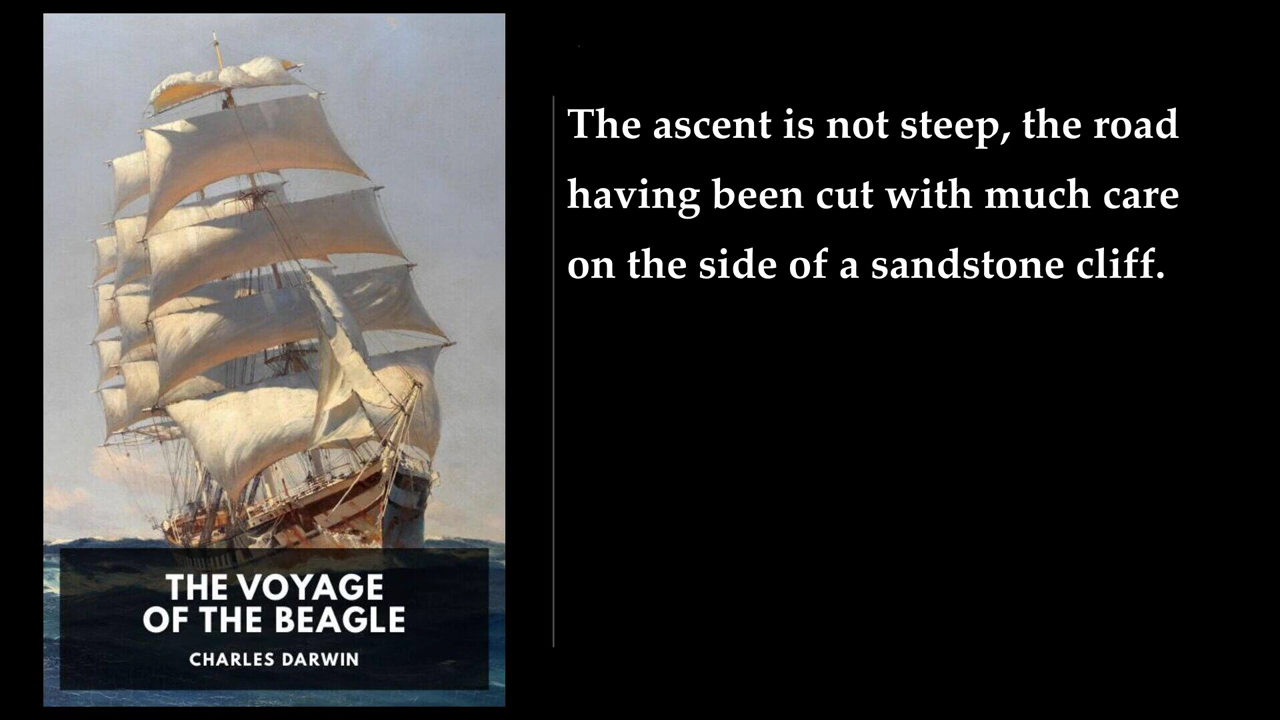 THE VOYAGE
OF THE BEAGLE
CHARLES DARWIN
The ascent is not steep, the road
having been cut with much care
on the side of a sandstone cliff.